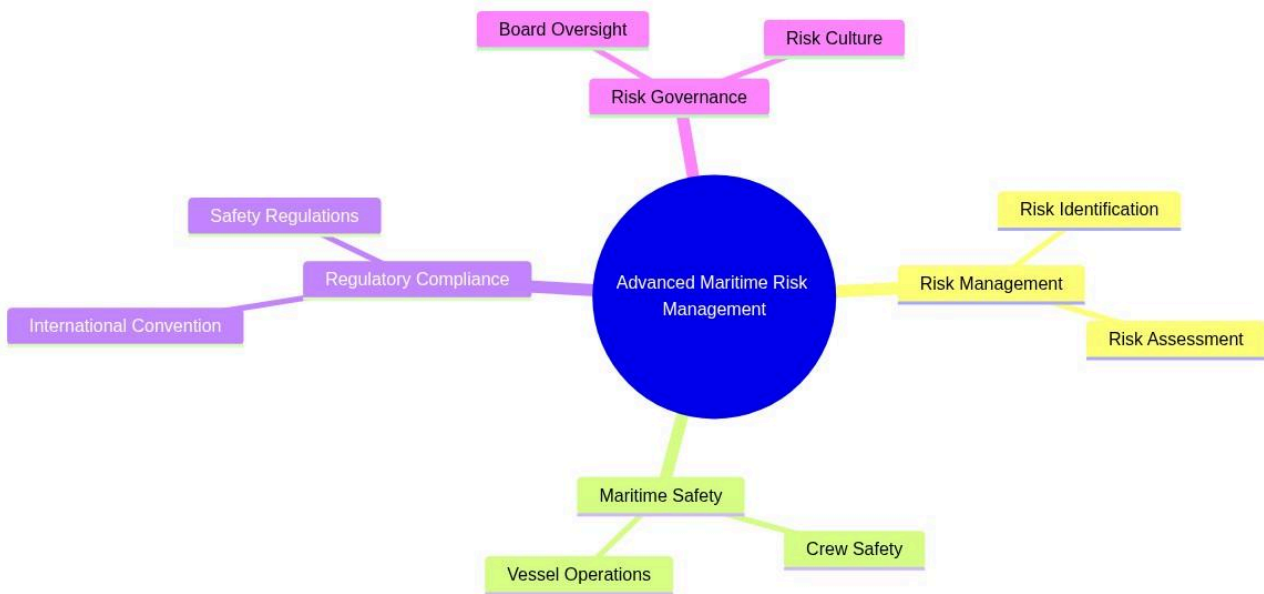 Board Oversight
Risk Culture
Risk Governance
Safety Regulations
Regulatory Compliance
International Convention
Advanced Maritime Risk
Management
Risk Identification
Risk Management
Risk Assessment
Maritime Safety
Crew Safety
Vessel Operations